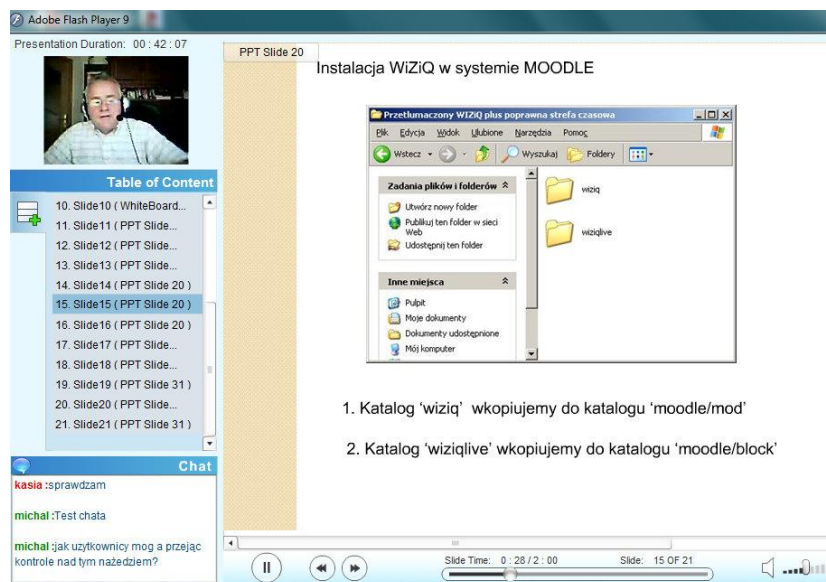 Adobe Flash Player 9
Presentation Duration: 00 : 42 : 07
PPT Slide 20
Instalacja WiZiQ w systemie MOODLE
Przetlumaczony WIZiQ plus poprawna strefa czasowa
Plik Edycja Widok Ulubione Narzędzia Pomoc
Wstecz Wyszukaj Foldery
Zadania plików i folderów
Utwórz nowy folder
Publikuj ten folder w sieci
Web
Udostępnij ten folder
Inne miejsca
Pulpit
Moje dokumenty
Dokumenty udostępnione
Mój komputer
wiziq
wiziqlive
1. Katalog 'wiziq' wkopiujemy do katalogu 'moodle/mod'
2. Katalog 'wiziqlive' wkopiujemy do katalogu 'moodle/block'
Table of Content
10. Slide10 ( WhiteBoard...
11. Slide11 ( PPT Slide...
12. Slide12 ( PPT Slide...
13. Slide13 ( PPT Slide...
14. Slide14 ( PPT Slide 20 )
15. Slide15 ( PPT Slide 20 )
16. Slide16 ( PPT Slide 20 )
17. Slide17 ( PPT Slide...
18. Slide18 ( PPT Slide...
19. Slide19 ( PPT Slide 31 )
20. Slide20 ( PPT Slide...
21. Slide21 ( PPT Slide 31 )
Chat
kasia :sprawdzam
michal :Test chata
michal :jak uzytkownicy mog a przejąc
kontrole nad tym nażedziem?
Slide Time: 0 : 28 / 2 : 00 Slide: 15 OF 21